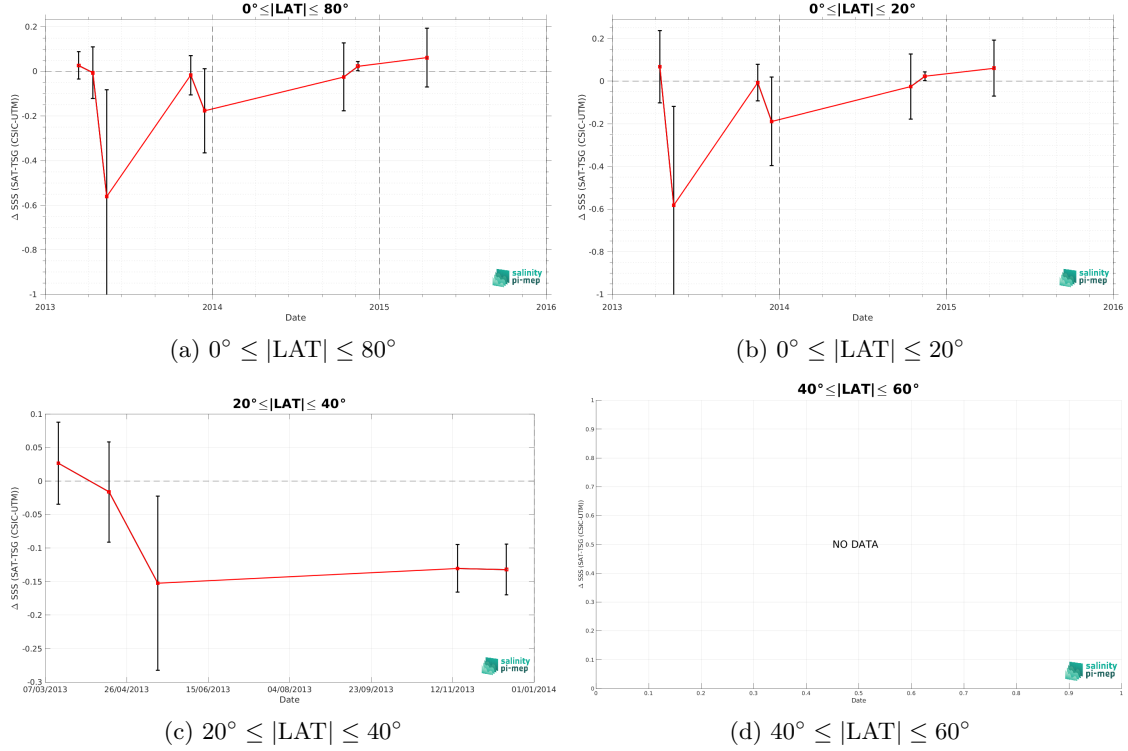 0°≤|LAT|≤ 80°
0.2
0
-0.2
-0.4
-0.6
-0.8
-1
Δ SSS (SAT-TSG (CSIC-UTM))
2013
2014
2015
2016
Date
salinity
pi-mep
(a) 0° ≤ |LAT| ≤ 80°
0°≤|LAT|≤ 20°
0.2
0
-0.2
-0.4
-0.6
-0.8
-1
Δ SSS (SAT-TSG (CSIC-UTM))
2013
2014
2015
2016
Date
salinity
pi-mep
(b) 0° ≤ |LAT| ≤ 20°
20°≤|LAT|≤ 40°
0.1
0.05
0
-0.05
-0.1
-0.15
-0.2
-0.25
-0.3
Δ SSS (SAT-TSG (CSIC-UTM))
07/03/2013
26/04/2013
15/06/2013
04/08/2013
23/09/2013
12/11/2013
01/01/2014
Date
salinity
pi-mep
(c) 20° ≤ |LAT| ≤ 40°
40°≤|LAT|≤ 60°
1
0.9
0.8
0.7
0.6
0.5
0.4
0.3
0.2
0.1
0
Δ SSS (SAT-TSG (CSIC-UTM))
NO DATA
0
0.1
0.2
0.3
0.4
0.5
0.6
0.7
0.8
0.9
1
Date
salinity
pi-mep
(d) 40° ≤ |LAT| ≤ 60°